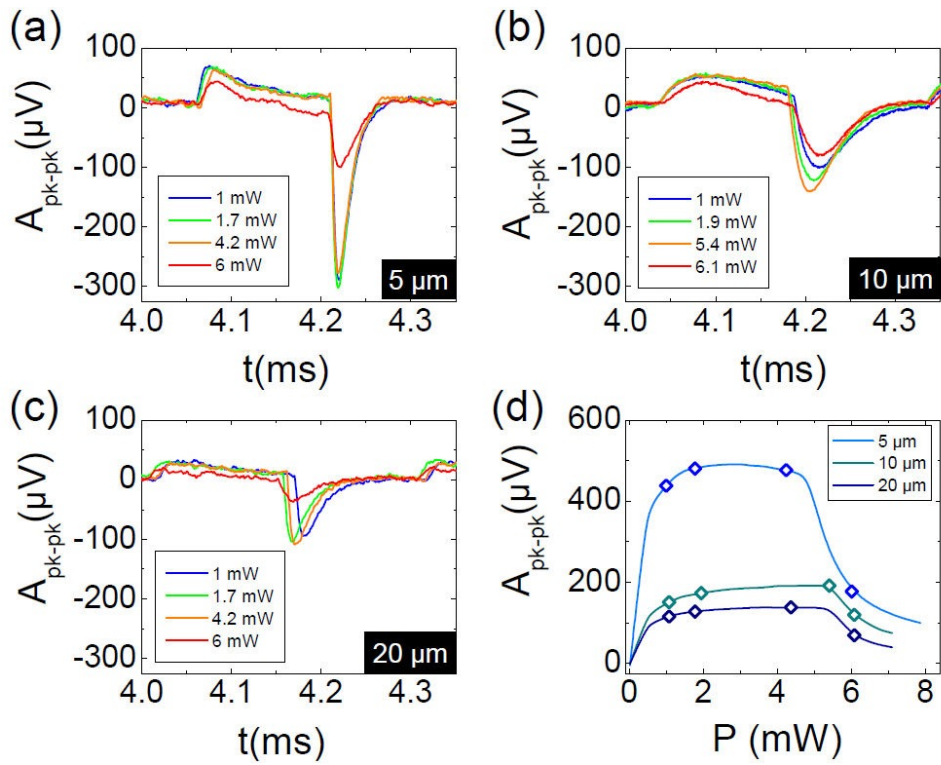 (a)
100
0
-100
-200
-300
A pk-pk (µV)
1 mW
1.7 mW
4.2 mW
6 mW
5 µm
4.0 4.1 4.2 4.3
t(ms)
(b)
100
0
-100
-200
-300
A pk-pk (µV)
1 mW
1.9 mW
5.4 mW
6.1 mW
10 µm
4.0 4.1 4.2 4.3
t(ms)
(c)
100
0
-100
-200
-300
A pk-pk (µV)
1 mW
1.7 mW
4.2 mW
6 mW
20 µm
4.0 4.1 4.2 4.3
t(ms)
(d)
600
400
200
0
A pk-pk (µV)
5 µm
10 µm
20 µm
0 2 4 6 8
P (mW)